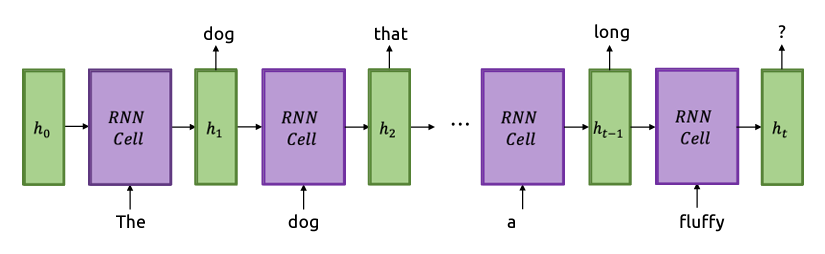 dog that long ?
h₀ RNN Cell h₁ RNN Cell h₂ ... RNN Cell hₜ₋₁ RNN Cell hₜ
The dog a fluffy